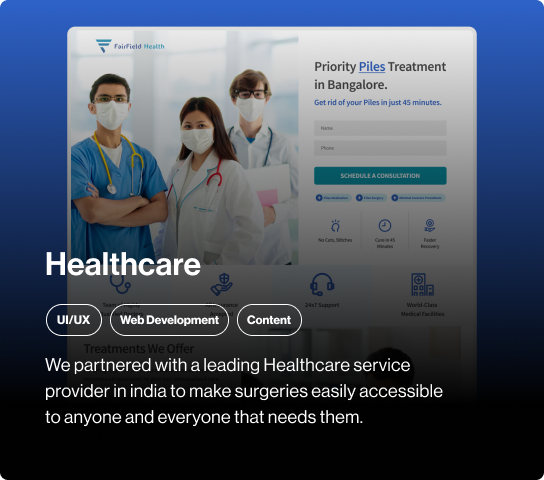 FairField Health
Priority Piles Treatment
in Bangalore.
Get rid of your Piles in just 45 minutes.
Name
Phone
SCHEDULE A CONSULTATION
No Cuts, Stitches
Cure in 45
Minutes
Faster
Recovery
Healthcare
24x7 Support
World-Class
Medical Facilities
UI/UX
Web Development
Content
Treatments We Offer
We partnered with a leading Healthcare service
provider in india to make surgeries easily accessible
to anyone and everyone that needs them.